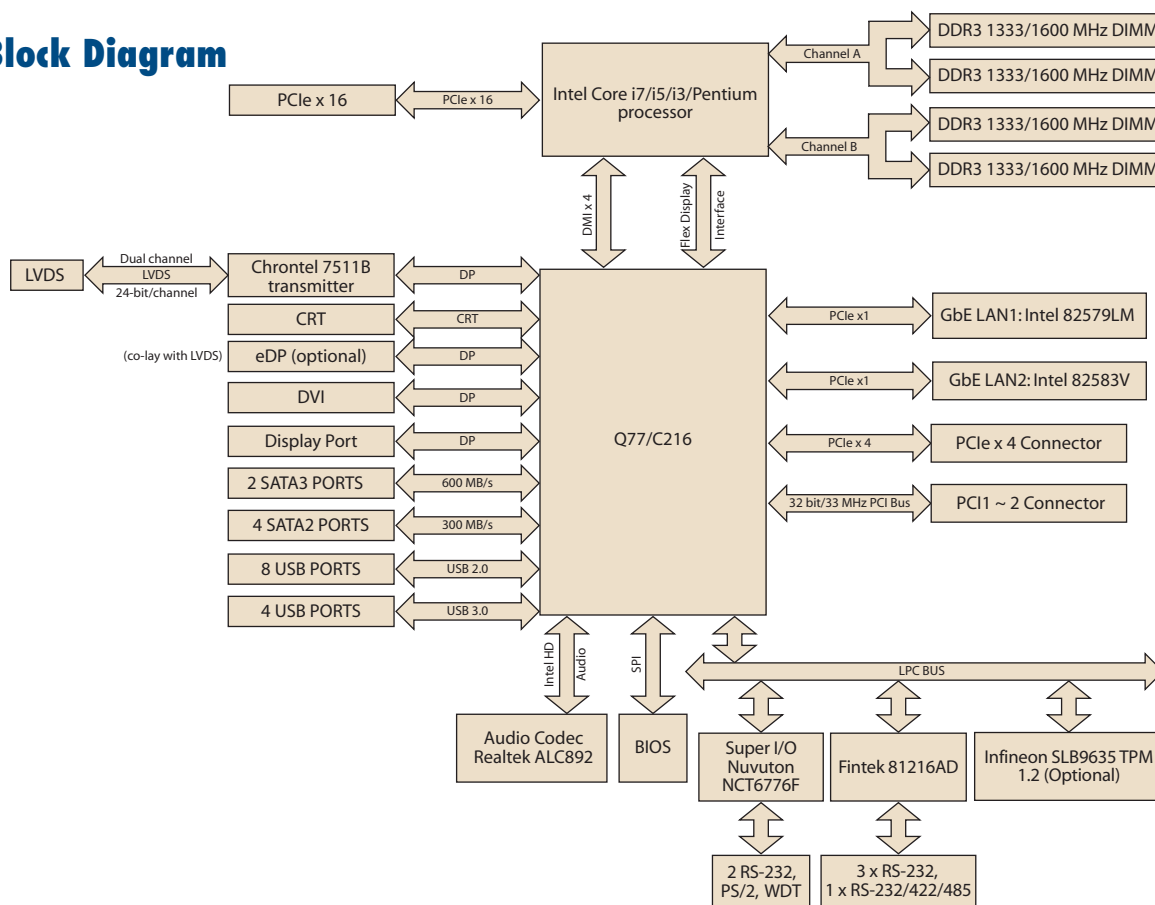 Block Diagram
DDR3 1333/1600 MHz DIMM
Channel A
DDR3 1333/1600 MHz DIMM
PCIe x 16
PCIe x 16
Intel Core i7/i5/i3/Pentium
processor
DDR3 1333/1600 MHz DIMM
Channel B
DDR3 1333/1600 MHz DIMM
DMI x 4
Flex Display
Interface
LVDS
Dual channel
LVDS
24-bit/channel
Chrontel 7511B
transmitter
DP
CRT
CRT
(co-lay with LVDS)
eDP (optional)
DP
DVI
DP
Display Port
DP
2 SATA3 PORTS
600 MB/s
4 SATA2 PORTS
300 MB/s
8 USB PORTS
USB 2.0
4 USB PORTS
USB 3.0
Q77/C216
PCIe x1
GbE LAN1: Intel 82579LM
PCIe x1
GbE LAN2: Intel 82583V
PCIe x 4
PCIe x 4 Connector
32 bit/33 MHz PCI Bus
PCI1 ~ 2 Connector
Intel HD
Audio
SPI
LPC BUS
Audio Codec
Realtek ALC892
BIOS
Super I/O
Nuvuton
NCT6776F
Fintek 81216AD
Infineon SLB9635 TPM
1.2 (Optional)
2 RS-232,
PS/2, WDT
3 x RS-232,
1 x RS-232/422/485